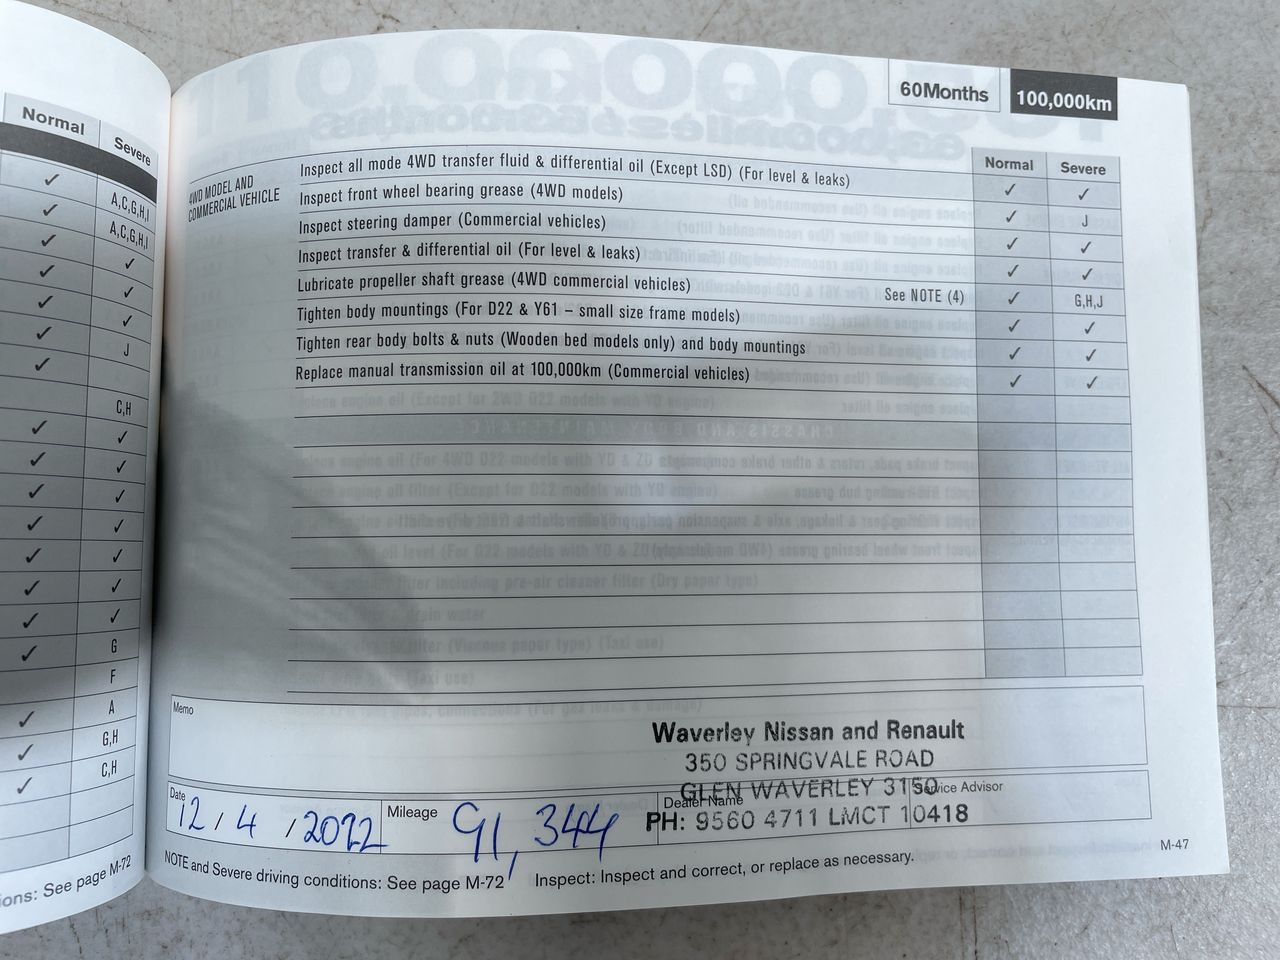 Normal Severe
✓ A,C,G,H,I
✓ A,C,G,H,I
✓ ✓
✓ ✓
✓ ✓
✓ J
✓
C,H
✓ ✓
✓ ✓
✓ ✓
✓ ✓
✓ ✓
✓ ✓
✓ ✓
✓ G
F
✓ A
✓ G,H
✓ C,H
ions: See page M-72
60Months 100,000km
Normal Severe
4WD MODEL AND
COMMERCIAL VEHICLE
Inspect all mode 4WD transfer fluid & differential oil (Except LSD) (For level & leaks) ✓ ✓
Inspect front wheel bearing grease (4WD models) ✓ J
Inspect steering damper (Commercial vehicles) ✓ ✓
Inspect transfer & differential oil (For level & leaks) ✓ ✓
Lubricate propeller shaft grease (4WD commercial vehicles) See NOTE (4) ✓ G,H,J
Tighten body mountings (For D22 & Y61 – small size frame models) ✓ ✓
Tighten rear body bolts & nuts (Wooden bed models only) and body mountings ✓ ✓
Replace manual transmission oil at 100,000km (Commercial vehicles) ✓ ✓
Memo
Waverley Nissan and Renault
350 SPRINGVALE ROAD
GLEN WAVERLEY 3150
PH: 9560 4711 LMCT 10418
Date 12 / 4 / 2022 Mileage 91,344 Dealer Name Service Advisor
NOTE and Severe driving conditions: See page M-72 Inspect: Inspect and correct, or replace as necessary.
M-47